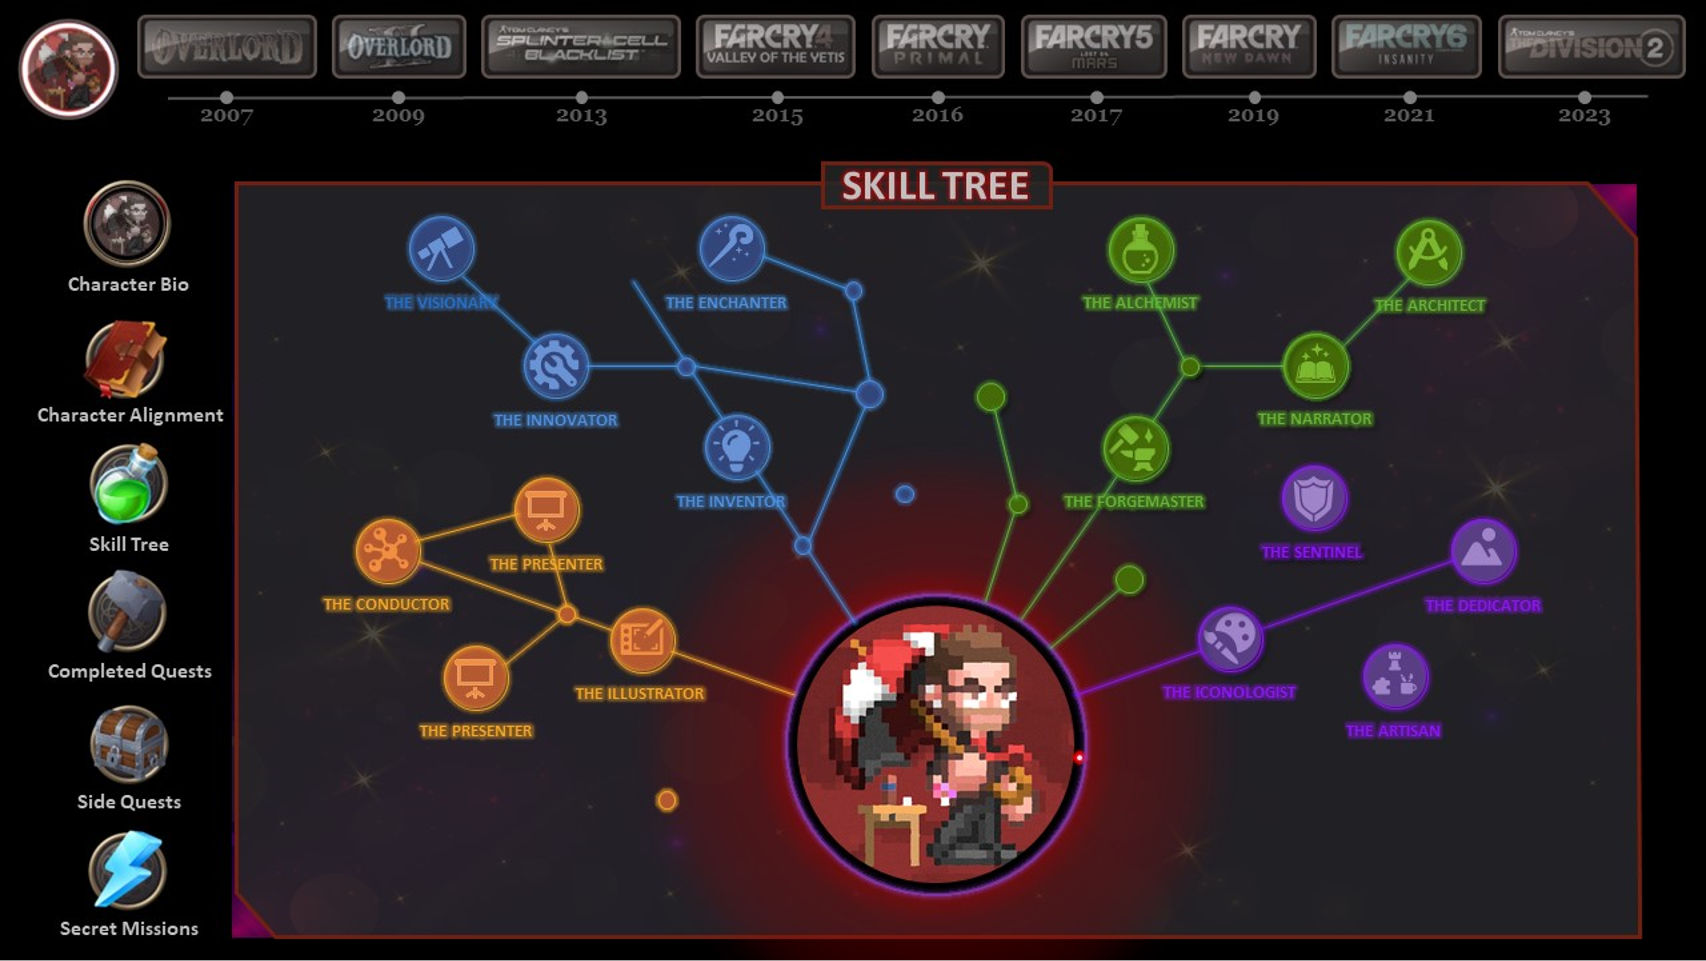 OVERLORD
OVERLORD II
TOM CLANCY'S
SPLINTER CELL
BLACKLIST
FARCRY4
VALLEY OF THE YETIS
FARCRY
PRIMAL
FARCRY5
LOST ON
MARS
FARCRY
NEW DAWN
FARCRY6
INSANITY
TOM CLANCY'S
THE DIVISION 2
2007
2009
2013
2015
2016
2017
2019
2021
2023
SKILL TREE
Character Bio
Character Alignment
Skill Tree
Completed Quests
Side Quests
Secret Missions
THE VISIONARY
THE ENCHANTER
THE INNOVATOR
THE INVENTOR
THE PRESENTER
THE CONDUCTOR
THE ILLUSTRATOR
THE PRESENTER
THE ALCHEMIST
THE ARCHITECT
THE NARRATOR
THE FORGEMASTER
THE SENTINEL
THE DEDICATOR
THE ICONOLOGIST
THE ARTISAN